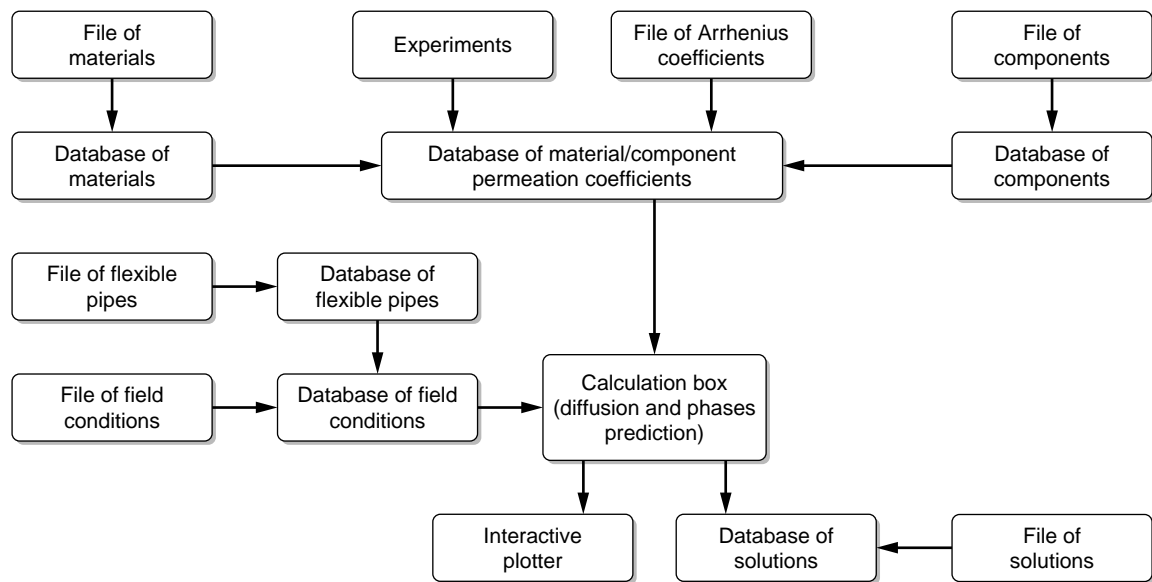 File of
materials
Experiments
File of Arrhenius
coefficients
File of
components
Database of
materials
Database of material/component
permeation coefficients
Database of
components
File of flexible
pipes
Database of
flexible pipes
File of field
conditions
Database of field
conditions
Calculation box
(diffusion and phases
prediction)
Interactive
plotter
Database of
solutions
File of
solutions